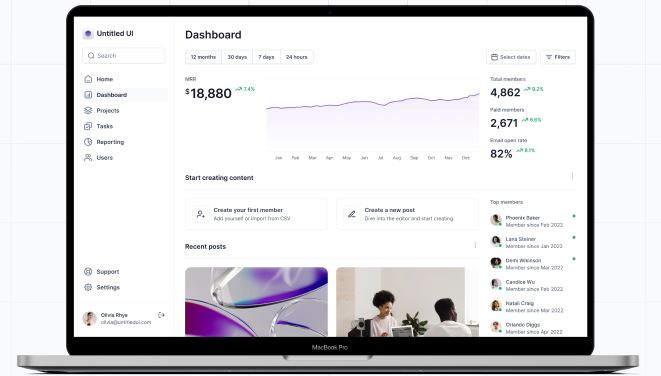 Untitled UI
Search
Home
Dashboard
Projects
Tasks
Reporting
Users
Support
Settings
Olivia Rhye
olivia@untitledui.com
Dashboard
12 months 30 days 7 days 24 hours
Select dates Filters
MRR
$18,880 7.4%
Jan Feb Mar Apr May Jun Jul Aug Sep Oct Nov Dec
Total members
4,862 9.2%
Paid members
2,671 6.6%
Email open rate
82% 8.1%
Start creating content
Create your first member
Add yourself or import from CSV
Create a new post
Dive into the editor and start creating
Recent posts
Top members
Phoenix Baker
Member since Feb 2022
Lana Steiner
Member since Mar 2022
Demi Wikinson
Member since Mar 2022
Candice Wu
Member since Feb 2022
Natali Craig
Member since Mar 2022
Orlando Diggs
Member since Apr 2022
MacBook Pro